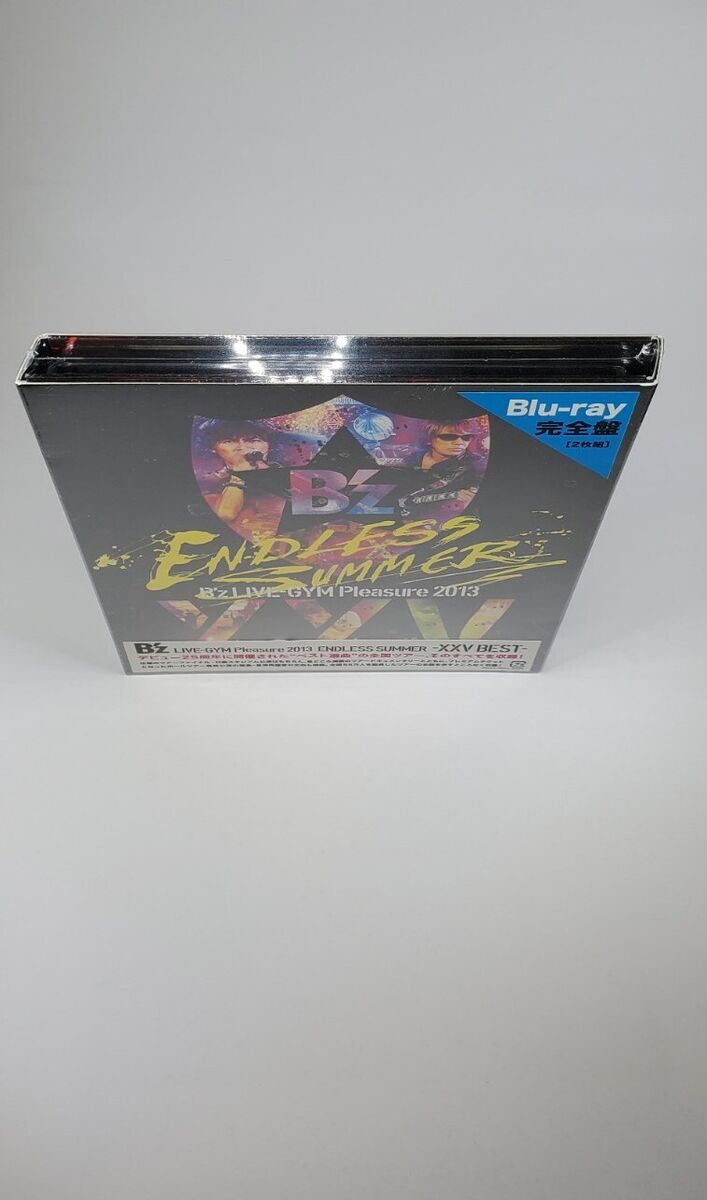 Blu-ray
完全盤
[2枚組]
B'z
ENDLESS
SUMMER
B'z LIVE-GYM Pleasure 2013
XXV
B'z LIVE-GYM Pleasure 2013 ENDLESS SUMMER -XXV BEST-
デビュー25周年に開催された"ベスト選曲"の全国ツアー、そのすべてを収録!